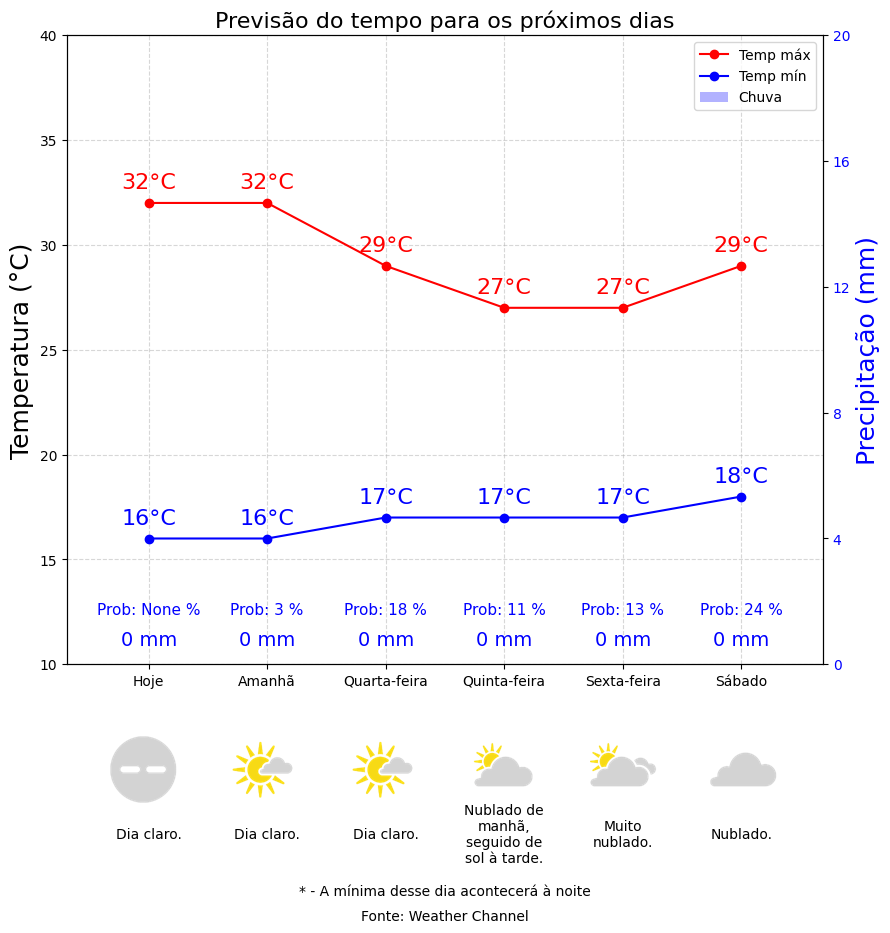 Previsão do tempo para os próximos dias
Temp máx
Temp mín
Chuva
Temperatura (°C)
Precipitação (mm)
40
35
30
25
20
15
10
20
16
12
8
4
0
32°C 32°C 29°C 27°C 27°C 29°C
16°C 16°C 17°C 17°C 17°C 18°C
Prob: None % Prob: 3 % Prob: 18 % Prob: 11 % Prob: 13 % Prob: 24 %
0 mm 0 mm 0 mm 0 mm 0 mm 0 mm
Hoje Amanhã Quarta-feira Quinta-feira Sexta-feira Sábado
Dia claro.
Dia claro.
Dia claro.
Nublado de
manhã,
seguido de
sol à tarde.
Muito
nublado.
Nublado.
* - A mínima desse dia acontecerá à noite
Fonte: Weather Channel